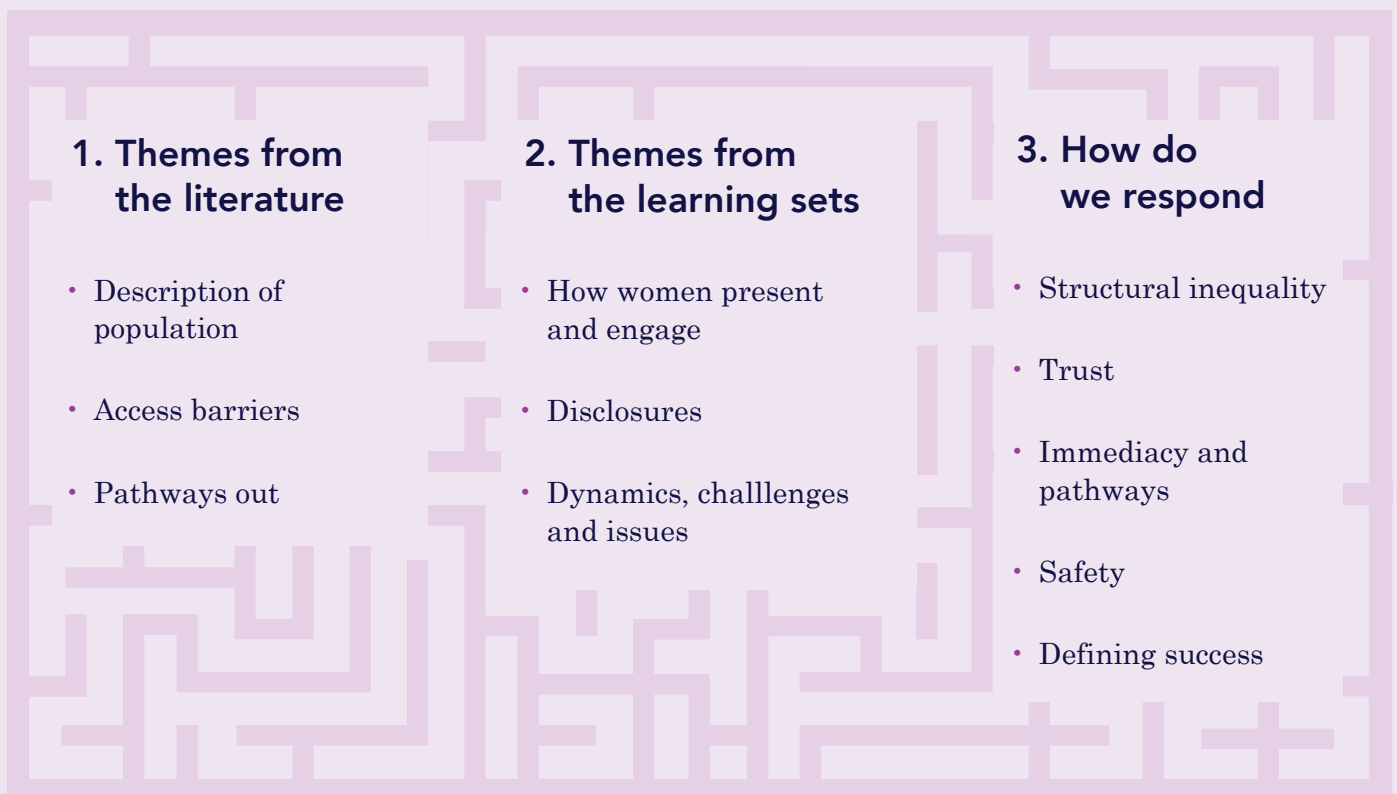 1. Themes from
the literature
• Description of
population
• Access barriers
• Pathways out
2. Themes from
the learning sets
• How women present
and engage
• Disclosures
• Dynamics, challlenges
and issues
3. How do
we respond
• Structural inequality
• Trust
• Immediacy and
pathways
• Safety
• Defining success